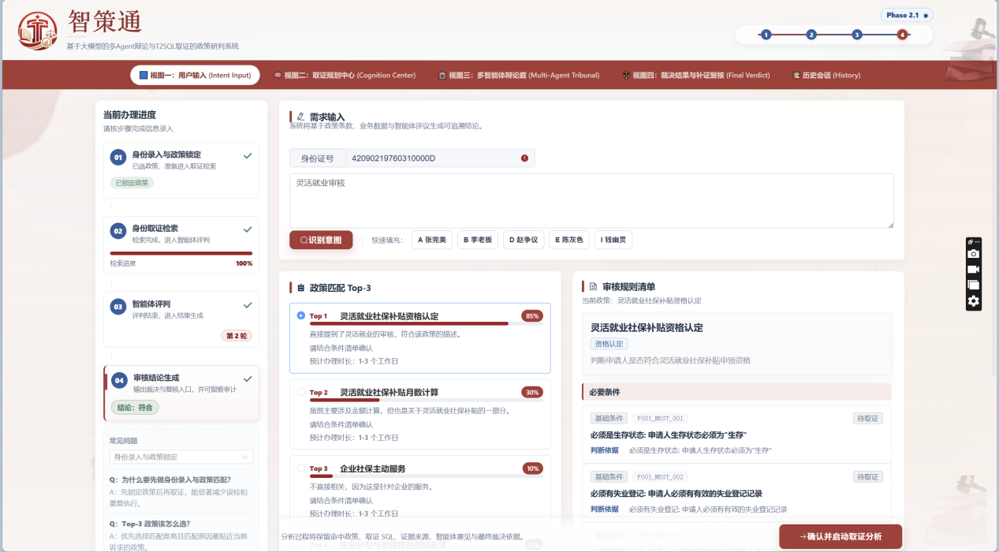 智策通
基于大模型的多Agent辩论与T2SQL取证的政策研判系统
Phase 2.1
1 2 3 4
视图一：用户输入 (Intent Input)
视图二：取证规划中心 (Cognition Center)
视图三：多智能体辩论庭 (Multi-Agent Tribunal)
视图四：裁决结果与补证复核 (Final Verdict)
历史会话 (History)
当前办理进度
请按步骤完成信息录入
01 身份录入与政策锁定
已选政策，准备进入取证检索
已锁定政策
02 身份取证检索
检索完成，进入智能体评判
检索进度 100%
03 智能体评判
评判结束，进入结果生成
第 2 轮
04 审核结论生成
输出裁决与复核入口，并可留痕审计
结论：符合
常见问题
身份录入与政策锁定
Q：为什么要先做身份录入与政策匹配？
A：先锁定政策后再取证，能显著减少误检和
重复执行。
Q：Top-3 政策该怎么选？
A：优先选择匹配度高且匹配原因最贴近当前
诉求的政策。
需求输入
系统将基于政策条款、业务数据与智能体评议生成可追溯结论。
身份证号 42090219760310000D
灵活就业审核
识别意图
快速填充：
A 张完美
B 李老板
D 赵争议
E 陈灰色
I 钱幽灵
政策匹配 Top-3
Top 1 灵活就业社保补贴资格认定 85%
直接提到了灵活就业的审核，符合该政策的描述。
请结合条件清单确认
预计办理时长：1-3 个工作日
Top 2 灵活就业社保补贴月数计算 30%
虽然主要涉及金额计算，但也是关于灵活就业社保补贴的一部分。
请结合条件清单确认
预计办理时长：1-3 个工作日
Top 3 企业社保主动服务 10%
不直接相关，因为这是针对企业的服务。
请结合条件清单确认
预计办理时长：1-3 个工作日
审核规则清单
当前政策：灵活就业社保补贴资格认定
灵活就业社保补贴资格认定
资格认定
判断申请人是否符合灵活就业社保补贴申领资格
必要条件
基础条件 P001_MUST_001 待取证
必须是生存状态: 申请人生存状态必须为"生存"
判断依据 必须是生存状态: 申请人生存状态必须为"生存"
基础条件 P001_MUST_002 待取证
必须有失业登记: 申请人必须有有效的失业登记记录
判断依据 必须有失业登记: 申请人必须有有效的失业登记记录
分析过程将保留命中政策、取证 SQL、证据来源、智能体意见与最终裁决依据。
→确认并启动取证分析